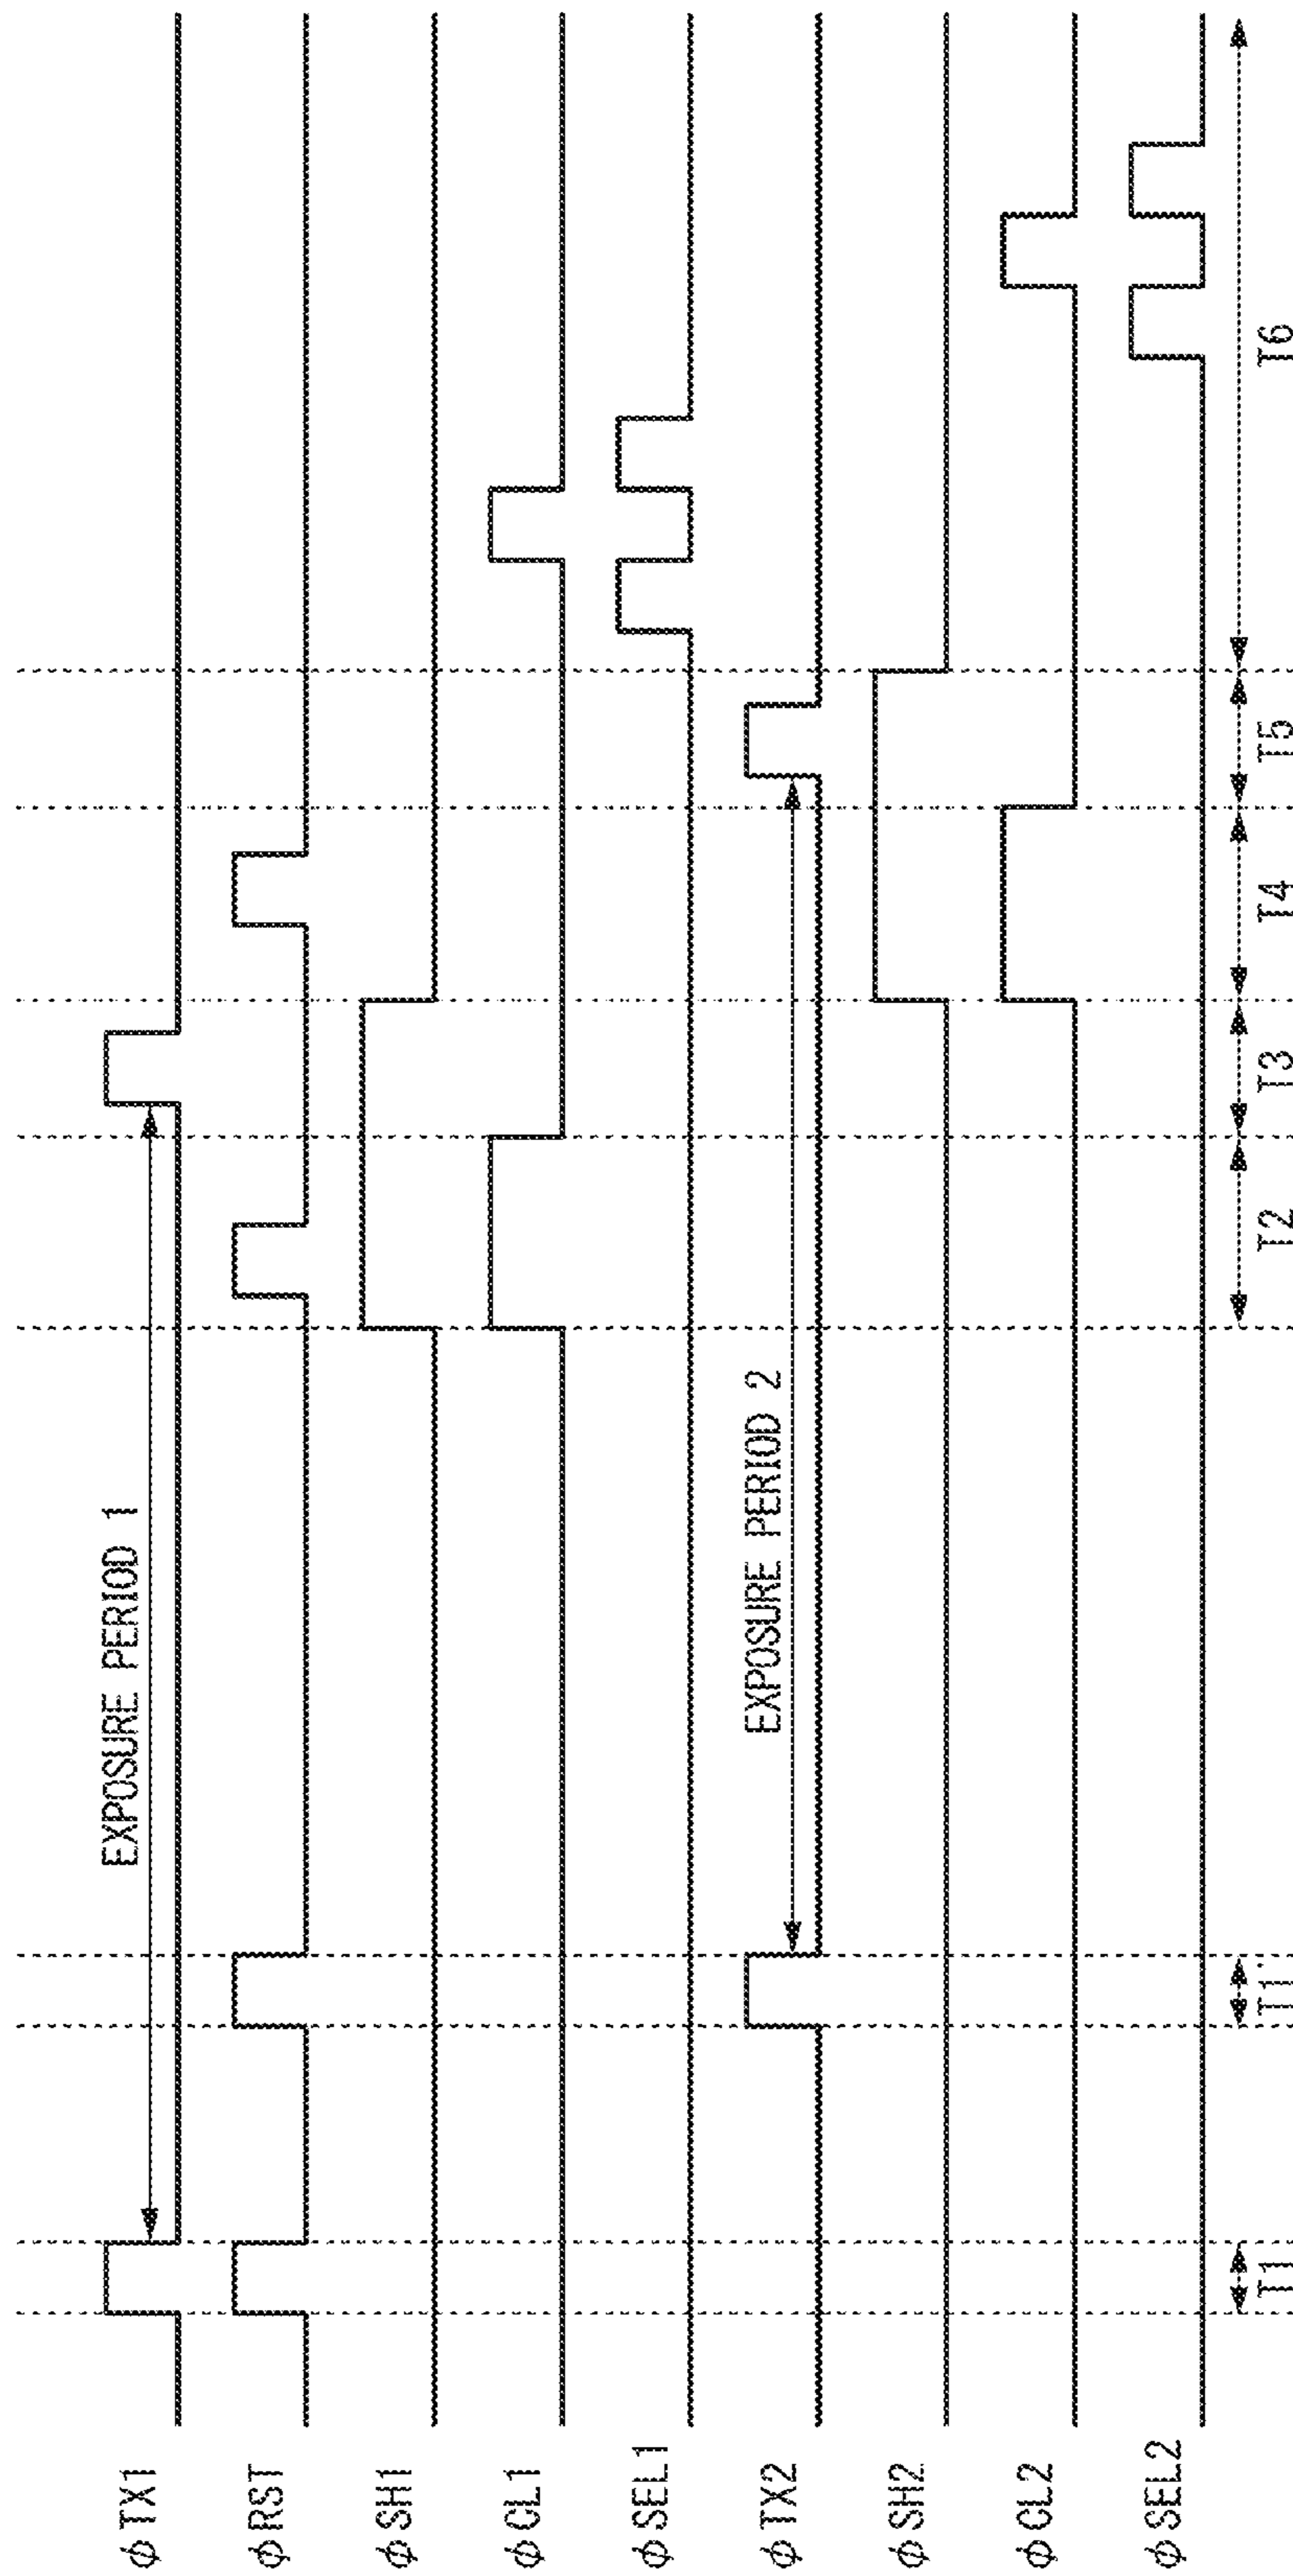 φTX1
EXPOSURE PERIOD 1
φRST
φSH1
φCL1
φSEL1
φTX2
EXPOSURE PERIOD 2
φSH2
φCL2
φSEL2
T1
T1'
T2
T3
T4
T5
T6